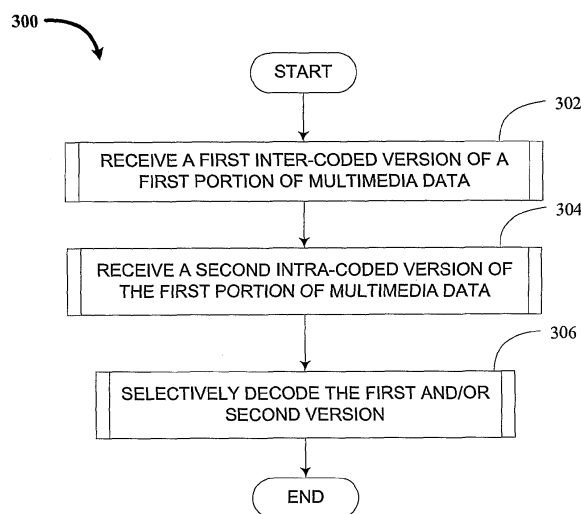 300
START
302
RECEIVE A FIRST INTER-CODED VERSION OF A
FIRST PORTION OF MULTIMEDIA DATA
304
RECEIVE A SECOND INTRA-CODED VERSION OF
THE FIRST PORTION OF MULTIMEDIA DATA
306
SELECTIVELY DECODE THE FIRST AND/OR
SECOND VERSION
END